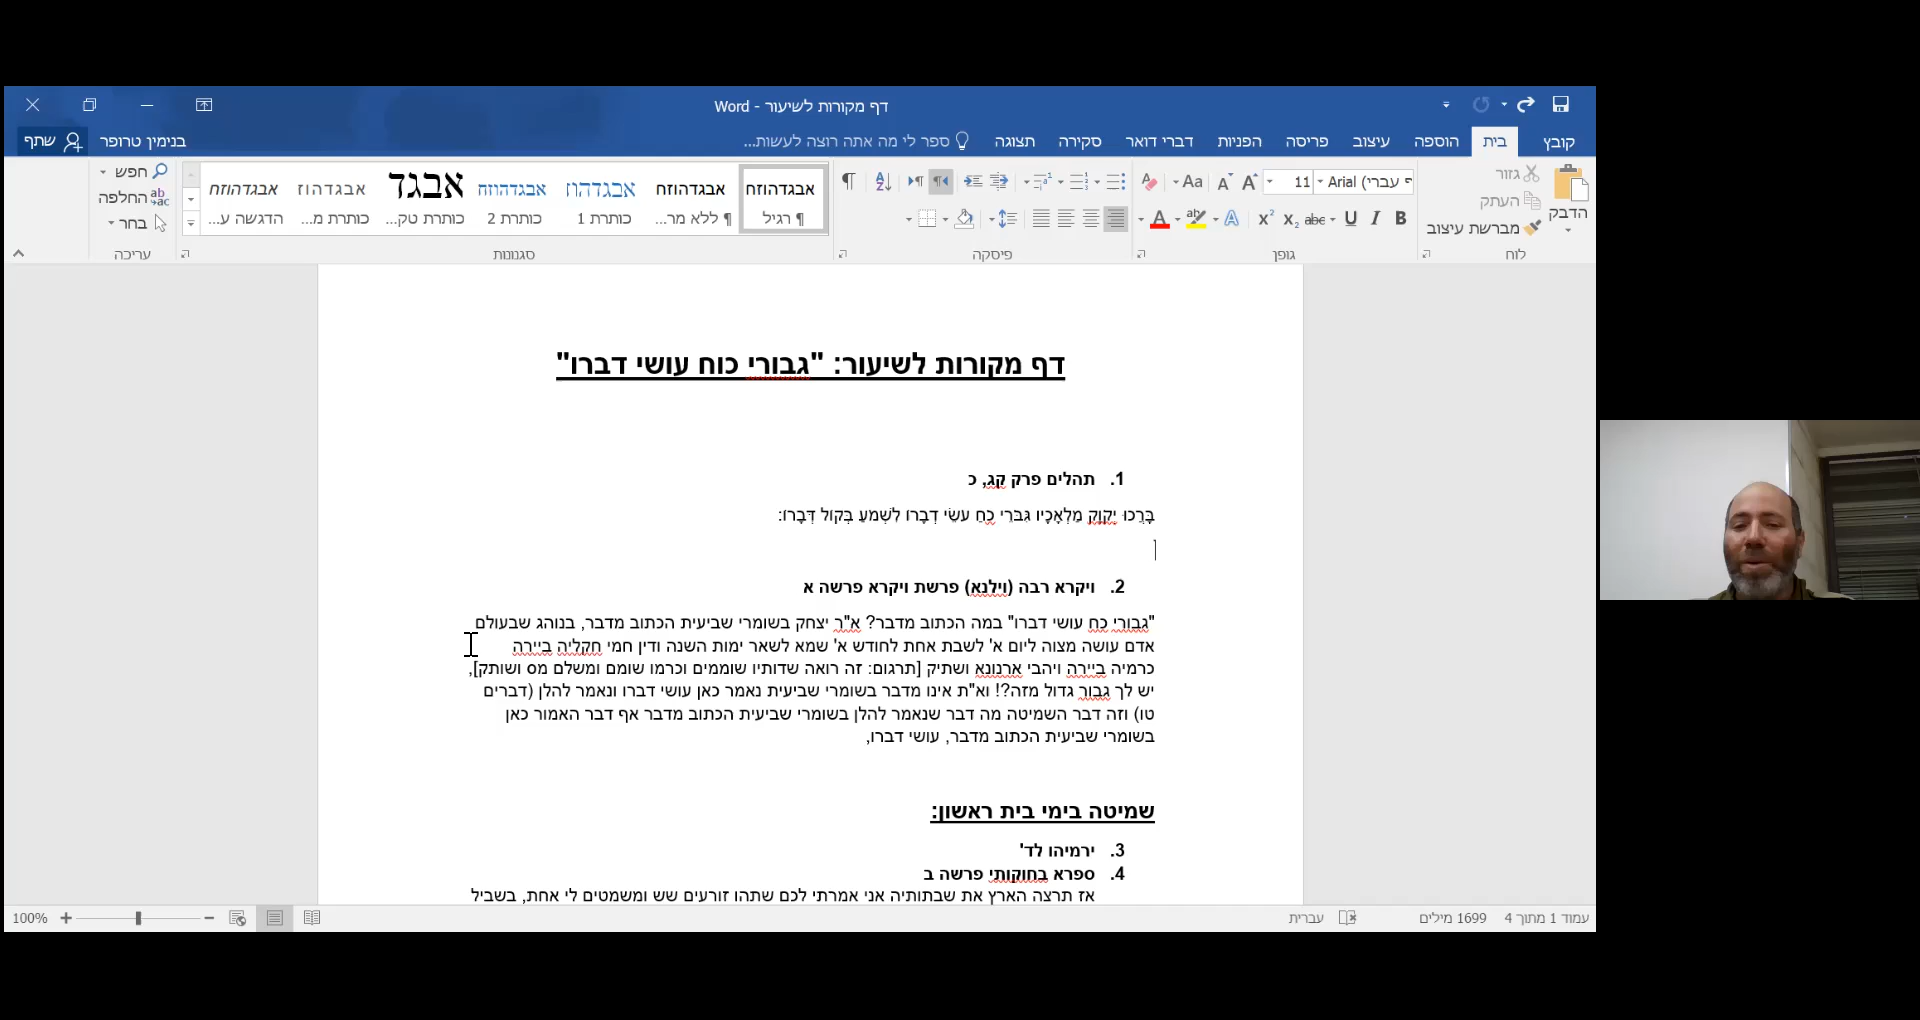 דף מקורות לשיעור - Word
קובץ בית הוספה עיצוב פריסה הפניות דברי דואר סקירה תצוגה ספר לי מה אתה רוצה לעשות... בנימין טרופר שתף
גזור
העתק
מברשת עיצוב
הדבק
לוח
Arial (עברי 11
גופן
פיסקה
אבגדהוזח אבגדהוזח אבגדהוז אבגדהוזח אבגד אבגדהוז אבגדהוזח
¶ רגיל ¶ ללא מר... כותרת 1 כותרת 2 כותרת טק... כותרת מ... הדגשה ע...
סגנונות
חפש
החלפה
בחר
עריכה
דף מקורות לשיעור: "גבורי כוח עושי דברו"
1. תהלים פרק קג, כ
בָּרֲכוּ יְקוָק מַלְאָכָיו גִּבֹּרֵי כֹחַ עֹשֵׂי דְבָרוֹ לִשְׁמֹעַ בְּקוֹל דְּבָרוֹ:
2. ויקרא רבה (וילנא) פרשת ויקרא פרשה א
"גבורי כח עושי דברו" במה הכתוב מדבר? א"ר יצחק בשומרי שביעית הכתוב מדבר, בנוהג שבעולם
אדם עושה מצוה ליום א' לשבת אחת לחודש א' שמא לשאר ימות השנה ודין חמי חקליה ביירה
כרמיה ביירה ויהבי ארנונא ושתיק [תרגום: זה רואה שדותיו שוממים וכרמו שומם ומשלם מס ושותק],
יש לך גבור גדול מזה?! וא"ת אינו מדבר בשומרי שביעית נאמר כאן עושי דברו ונאמר להלן (דברים
טו) וזה דבר השמיטה מה דבר שנאמר להלן בשומרי שביעית הכתוב מדבר אף דבר האמור כאן
בשומרי שביעית הכתוב מדבר, עושי דברו,
שמיטה בימי בית ראשון:
3. ירמיהו לד'
4. ספרא בחוקותי פרשה ב
אז תרצה הארץ את שבתותיה אני אמרתי לכם שתהו זורעים שש ומשמטים לי אחת, בשביל
עמוד 1 מתוך 4 1699 מילים עברית 100%